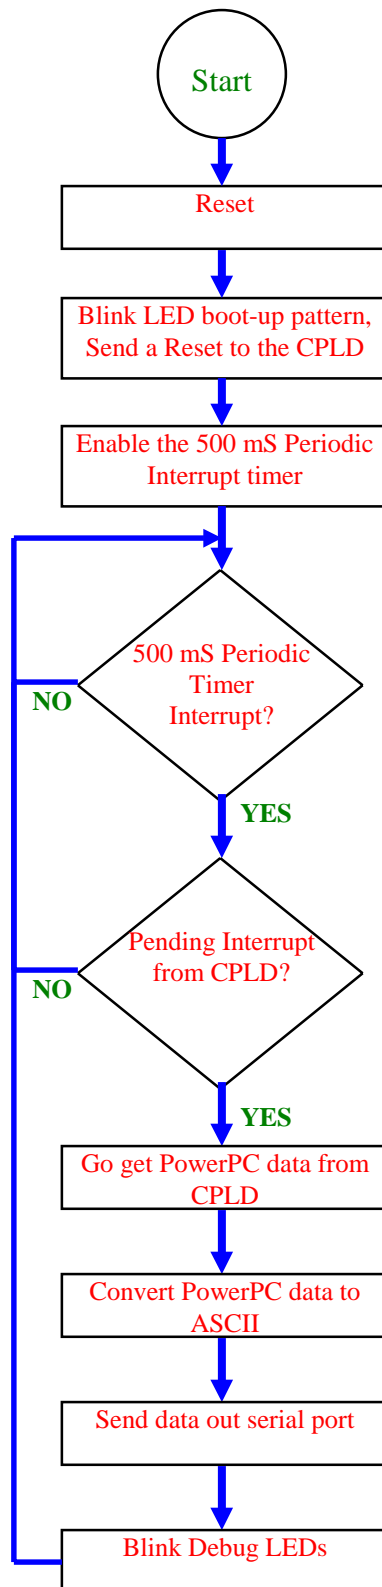 Start
Reset
Blink LED boot-up pattern,
Send a Reset to the CPLD
Enable the 500 mS Periodic
Interrupt timer
500 mS Periodic
Timer
Interrupt?
NO
YES
Pending Interrupt
from CPLD?
NO
YES
Go get PowerPC data from
CPLD
Convert PowerPC data to
ASCII
Send data out serial port
Blink Debug LEDs